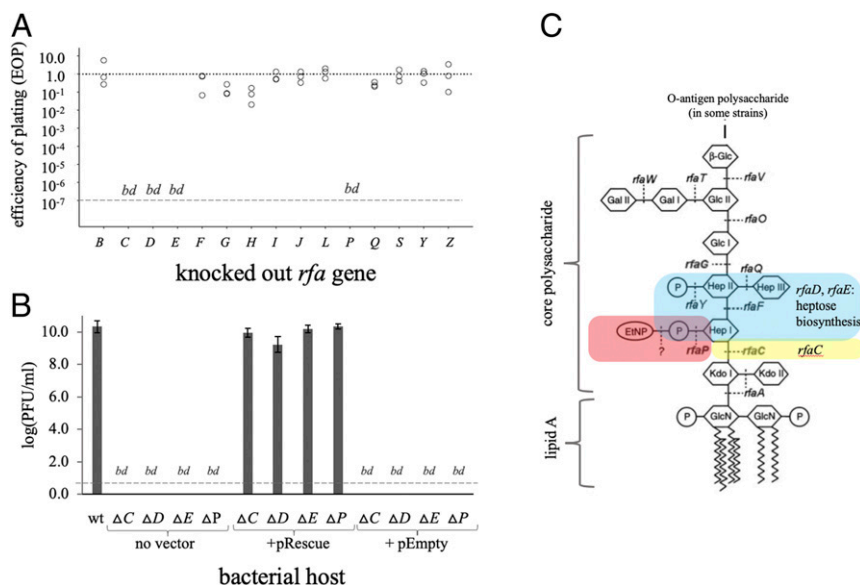 A
efficiency of plating (EOP)
10.0
1.0
10-1
10-2
10-3
10-4
10-5
10-6
10-7
bd bd bd bd
B C D E F G H I J L P Q S Y Z
knocked out rfa gene
B
log(PFU/ml)
10.0
8.0
6.0
4.0
2.0
0.0
bd bd bd bd bd bd bd bd
wt ΔC ΔD ΔE ΔP ΔC ΔD ΔE ΔP ΔC ΔD ΔE ΔP
no vector +pRescue + pEmpty
bacterial host
C
O-antigen polysaccharide
(in some strains)
β-Glc
rfaW rfaT rfaV
Gal II Gal I Glc II
rfaO
Glc I
rfaG rfaQ
P Hep II Hep III
rfaD, rfaE:
heptose
biosynthesis
rfaY rfaF
EtNP P Hep I
? rfaP rfaC rfaC
Kdo I Kdo II
rfaA
P GlcN GlcN P
core polysaccharide
lipid A